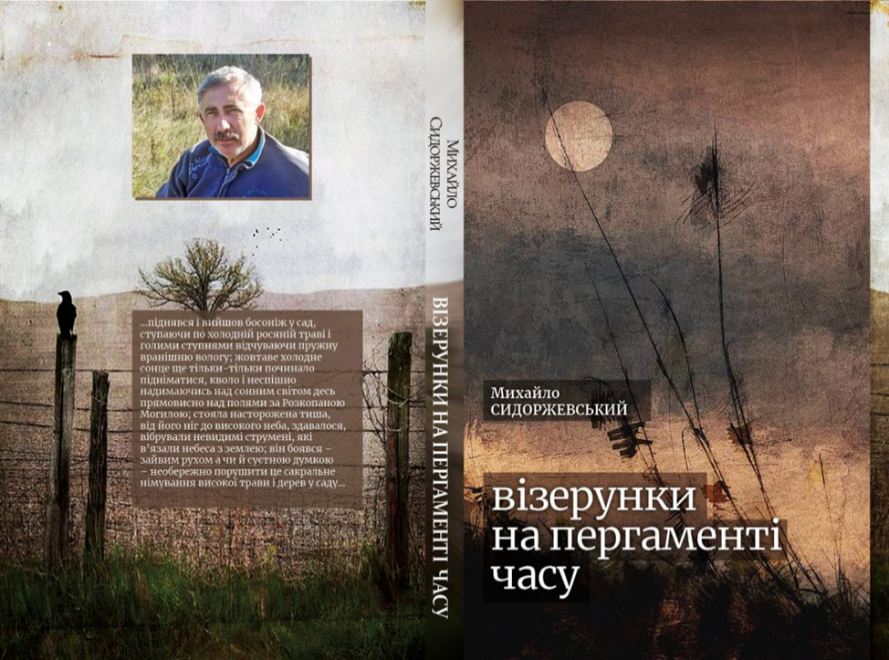 ...піднявся і вийшов босоніж у сад,
ступаючи по холодній росяній траві і
голими ступнями відчуваючи пружну
вранішню вологу; жовтаве холодне
сонце ще тільки-тільки починало
підніматися, кволо і неспішно
надимаючись над сонним світом десь
прямовисно над полями за Розкопаною
Могилою; стояла насторожена тиша,
від його ніг до високого неба, здавалося,
вібрували невидимі струмені, які
в'язали небеса з землею; він боявся –
зайвим рухом а чи й суєтною думкою
– необережно порушити це сакральне
німування високої трави і дерев у саду...
Михайло
Сидоржевський
ВІЗЕРУНКИ НА ПЕРГАМЕНТІ ЧАСУ
Михайло
СИДОРЖЕВСЬКИЙ
візерунки
на пергаменті
часу